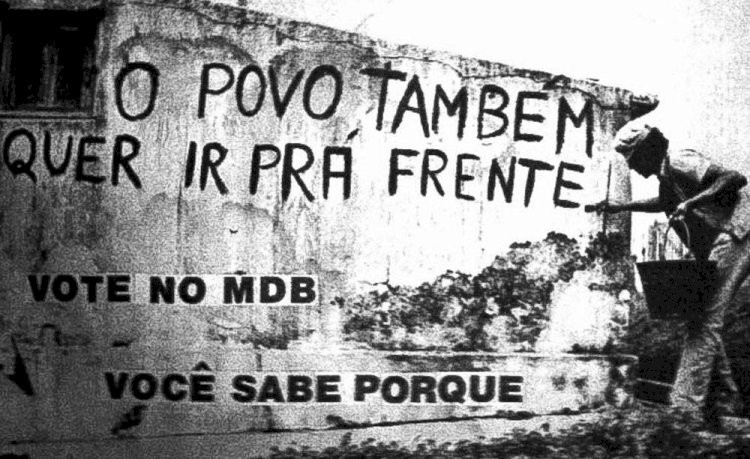 O POVO TAMBEM
QUER IR PRÁ FRENTE
VOTE NO MDB
VOCÊ SABE PORQUE